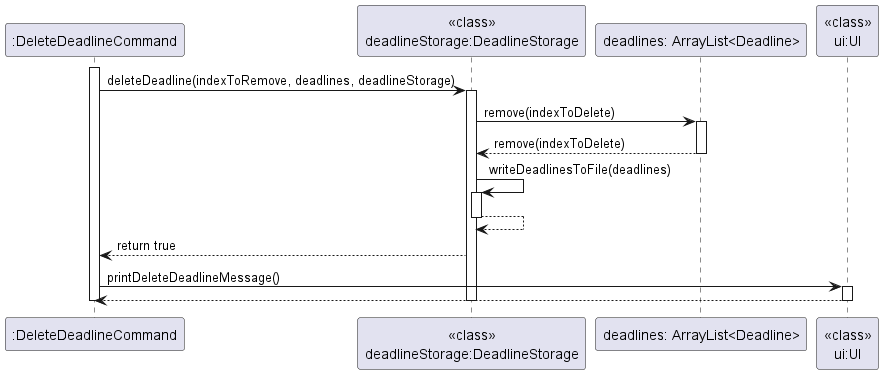 :DeleteDeadlineCommand
«class»
deadlineStorage:DeadlineStorage
deadlines: ArrayList<Deadline>
«class»
ui:UI
deleteDeadline(indexToRemove, deadlines, deadlineStorage)
remove(indexToDelete)
remove(indexToDelete)
writeDeadlinesToFile(deadlines)
return true
printDeleteDeadlineMessage()
:DeleteDeadlineCommand
«class»
deadlineStorage:DeadlineStorage
deadlines: ArrayList<Deadline>
«class»
ui:UI